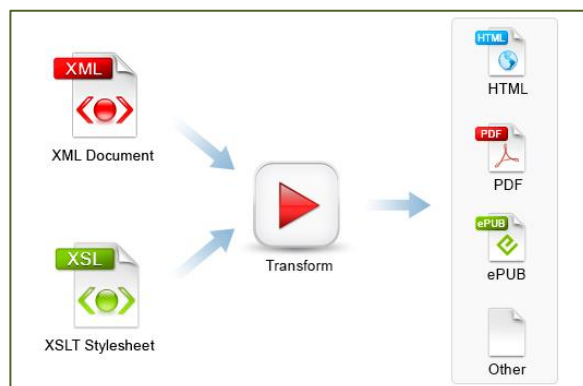 XML
XML Document
XSL
XSLT Stylesheet
Transform
HTML
HTML
PDF
PDF
ePUB
ePUB
Other